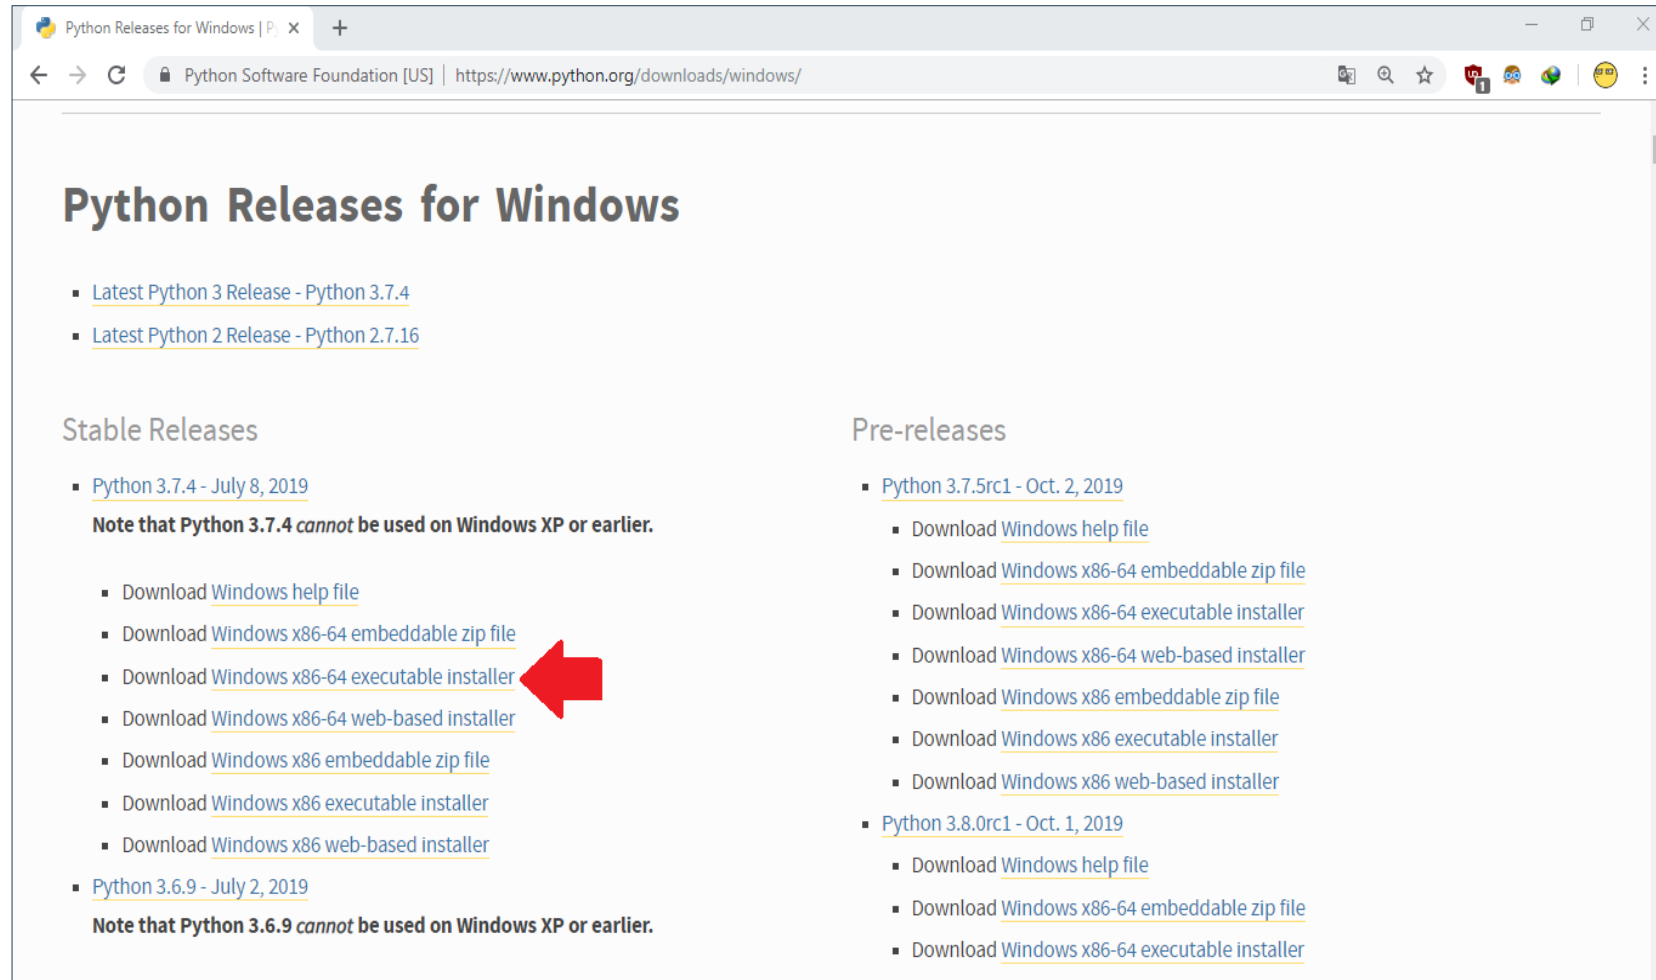 Python Releases for Windows | P
Python Software Foundation [US] | https://www.python.org/downloads/windows/
1
Python Releases for Windows
Latest Python 3 Release - Python 3.7.4
Latest Python 2 Release - Python 2.7.16
Stable Releases
Python 3.7.4 - July 8, 2019
Note that Python 3.7.4 cannot be used on Windows XP or earlier.
Download Windows help file
Download Windows x86-64 embeddable zip file
Download Windows x86-64 executable installer
Download Windows x86-64 web-based installer
Download Windows x86 embeddable zip file
Download Windows x86 executable installer
Download Windows x86 web-based installer
Python 3.6.9 - July 2, 2019
Note that Python 3.6.9 cannot be used on Windows XP or earlier.
Pre-releases
Python 3.7.5rc1 - Oct. 2, 2019
Download Windows help file
Download Windows x86-64 embeddable zip file
Download Windows x86-64 executable installer
Download Windows x86-64 web-based installer
Download Windows x86 embeddable zip file
Download Windows x86 executable installer
Download Windows x86 web-based installer
Python 3.8.0rc1 - Oct. 1, 2019
Download Windows help file
Download Windows x86-64 embeddable zip file
Download Windows x86-64 executable installer